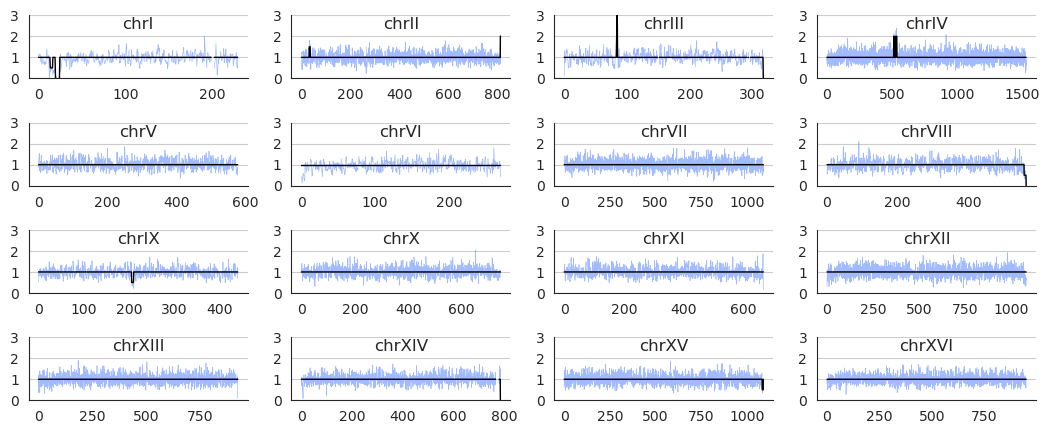 chrI chrII chrIII chrIV
3 3 3 3
2 2 2 2
1 1 1 1
0 0 0 0
0 100 200 0 200 400 600 800 0 100 200 300 0 500 1000 1500
chrV chrVI chrVII chrVIII
3 3 3 3
2 2 2 2
1 1 1 1
0 0 0 0
0 200 400 600 0 100 200 0 250 500 750 1000 0 200 400
chrIX chrX chrXI chrXII
3 3 3 3
2 2 2 2
1 1 1 1
0 0 0 0
0 100 200 300 400 0 200 400 600 0 200 400 600 0 250 500 750 1000
chrXIII chrXIV chrXV chrXVI
3 3 3 3
2 2 2 2
1 1 1 1
0 0 0 0
0 250 500 750 0 200 400 600 800 0 250 500 750 1000 0 250 500 750